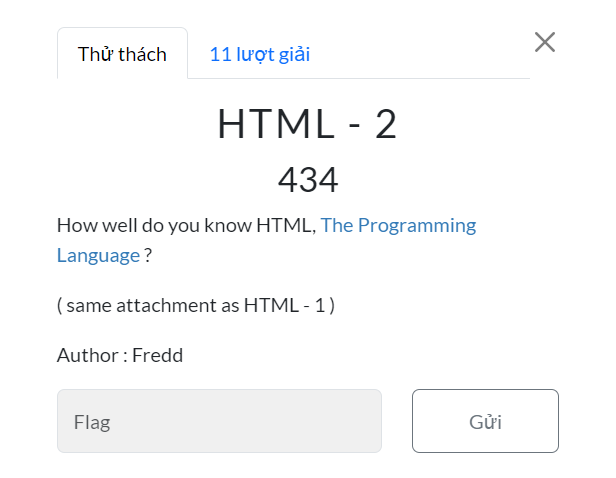 Thử thách
11 lượt giải
HTML - 2
434
How well do you know HTML, The Programming
Language ?
( same attachment as HTML - 1 )
Author : Fredd
Flag
Gửi